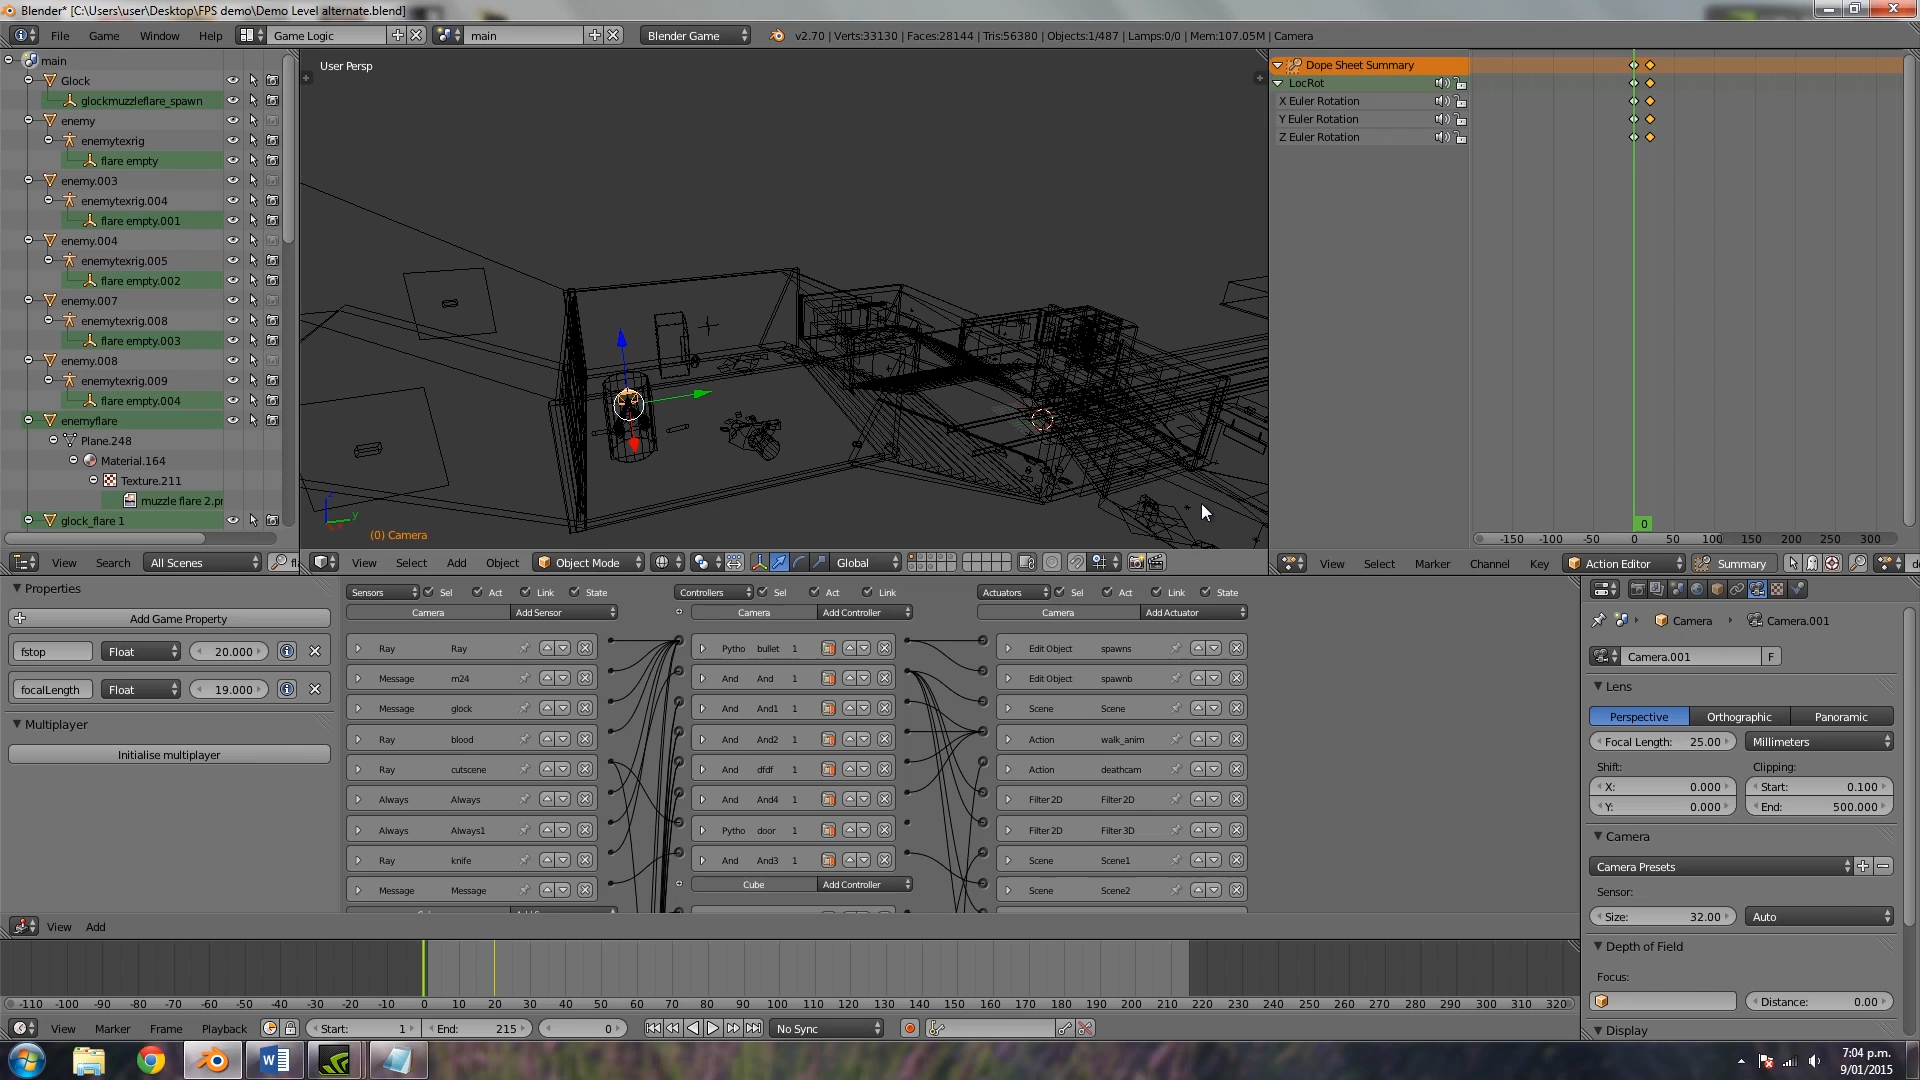 Blender* [C:\Users\user\Desktop\FPS demo\Demo Level alternate.blend]
File Game Window Help Game Logic main Blender Game v2.70 | Verts:33130 | Faces:28144 | Tris:56380 | Objects:1/487 | Lamps:0/0 | Mem:107.05M | Camera
main
Glock
glockmuzzleflare_spawn
enemy
enemytexrig
flare empty
enemy.003
enemytexrig.004
flare empty.001
enemy.004
enemytexrig.005
flare empty.002
enemy.007
enemytexrig.008
flare empty.003
enemy.008
enemytexrig.009
flare empty.004
enemyflare
Plane.248
Material.164
Texture.211
muzzle flare 2.pr
glock_flare 1
View Search All Scenes fl
User Persp
z
y
(0) Camera
View Select Add Object Object Mode Global
Dope Sheet Summary
LocRot
X Euler Rotation
Y Euler Rotation
Z Euler Rotation
0
-150 -100 -50 0 50 100 150 200 250 300
View Select Marker Channel Key Action Editor Summary
Properties
Add Game Property
fstop Float 20.000
focalLength Float 19.000
Multiplayer
Initialise multiplayer
Sensors Sel Act Link State
Camera Add Sensor
Ray Ray
Message m24
Message glock
Ray blood
Ray cutscene
Always Always
Always Always1
Ray knife
Message Message
Controllers Sel Act Link
Camera Add Controller
Pytho bullet 1
And And 1
And And1 1
And And2 1
And dfdf 1
And And4 1
Pytho door 1
And And3 1
Cube Add Controller
Actuators Sel Act Link State
Camera Add Actuator
Edit Object spawns
Edit Object spawnb
Scene Scene
Action walk_anim
Action deathcam
Filter 2D Filter 2D
Filter 2D Filter 3D
Scene Scene1
Scene Scene2
View Add
Camera Camera.001
Camera.001 F
Lens
Perspective Orthographic Panoramic
Focal Length: 25.00 Millimeters
Shift: Clipping:
X: 0.000 Start: 0.100
Y: 0.000 End: 500.000
Camera
Camera Presets
Sensor:
Size: 32.00 Auto
Depth of Field
Focus:
Distance: 0.00
Display
-110 -100 -90 -80 -70 -60 -50 -40 -30 -20 -10 0 10 20 30 40 50 60 70 80 90 100 110 120 130 140 150 160 170 180 190 200 210 220 230 240 250 260 270 280 290 300 310 320
View Marker Frame Playback Start: 1 End: 215 0 No Sync
7:04 p.m.
9/01/2015